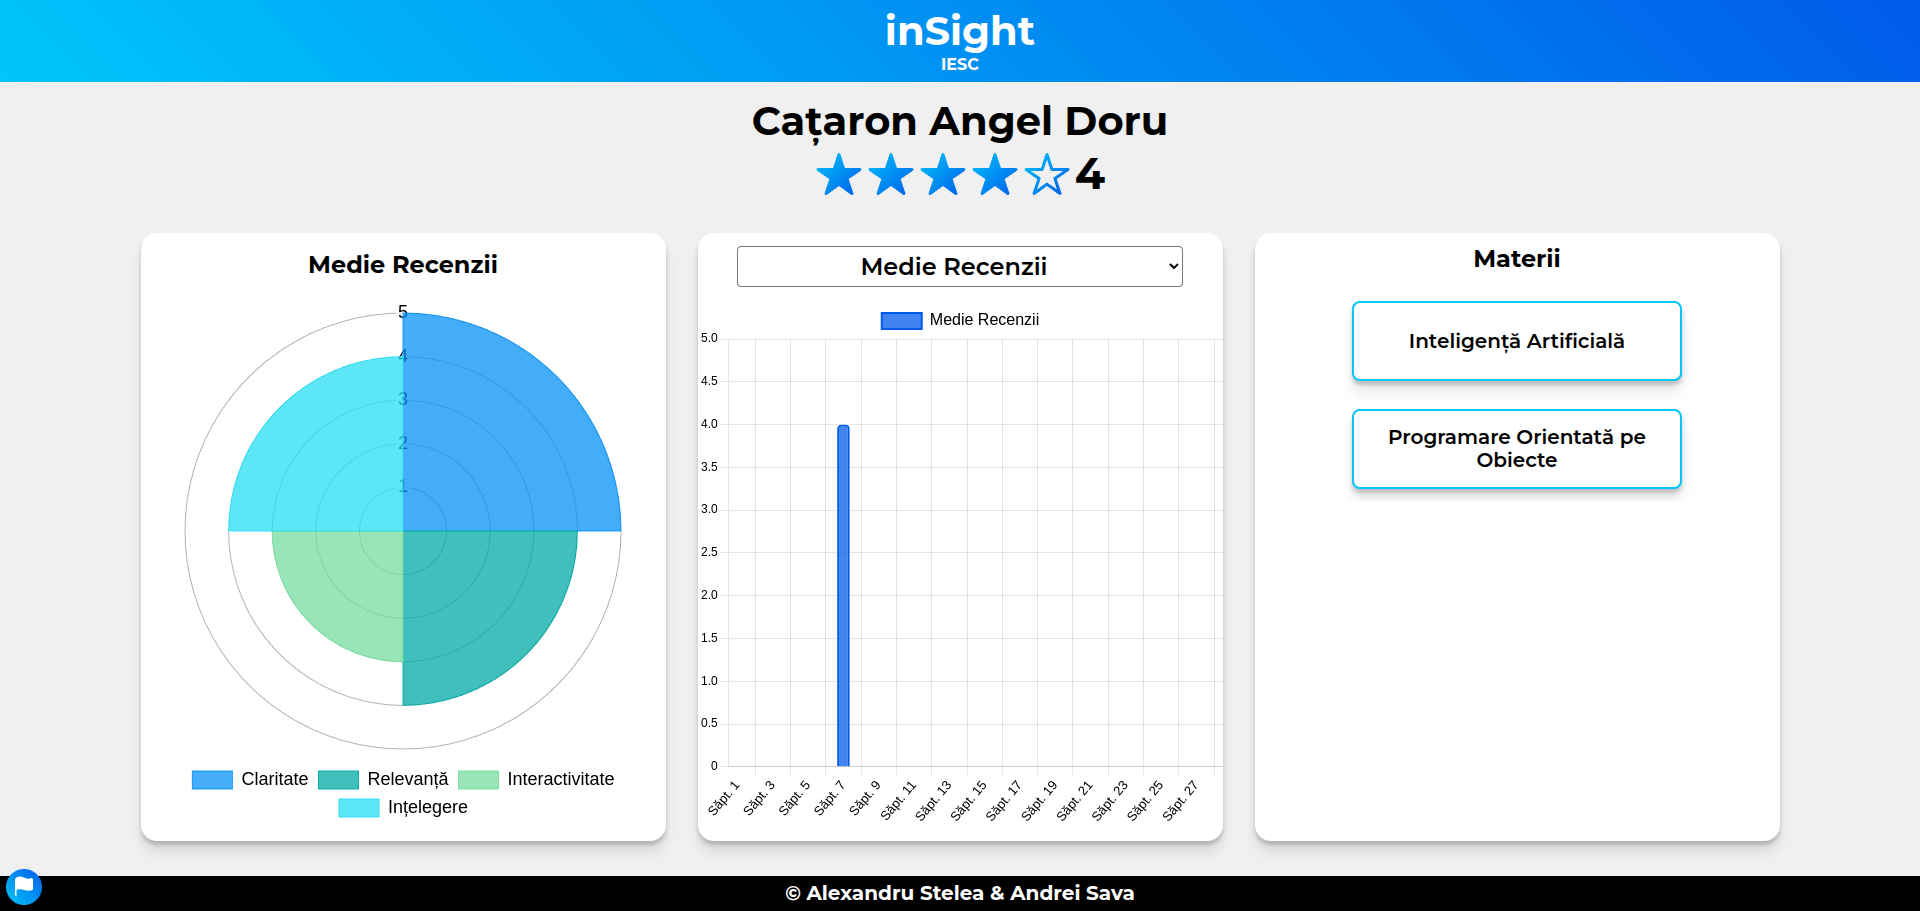 inSight
IESC
Cațaron Angel Doru
4
Medie Recenzii
5
4
3
2
1
Claritate
Relevanță
Interactivitate
Ințelegere
Medie Recenzii
Medie Recenzii
5.0
4.5
4.0
3.5
3.0
2.5
2.0
1.5
1.0
0.5
0
Săpt. 1
Săpt. 3
Săpt. 5
Săpt. 7
Săpt. 9
Săpt. 11
Săpt. 13
Săpt. 15
Săpt. 17
Săpt. 19
Săpt. 21
Săpt. 23
Săpt. 25
Săpt. 27
Materii
Inteligență Artificială
Programare Orientată pe
Obiecte
© Alexandru Stelea & Andrei Sava